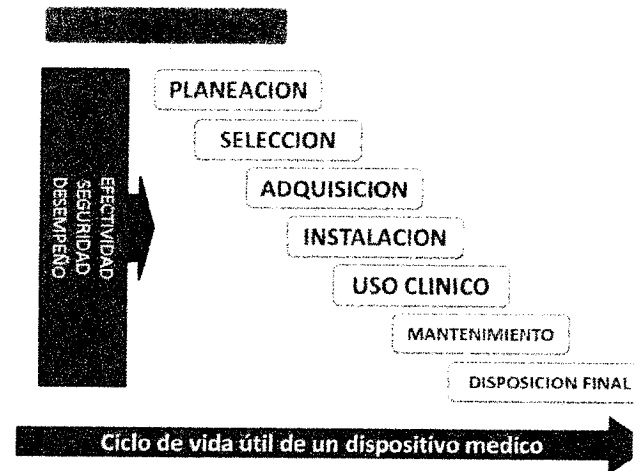 PLANEACION
SELECCION
ADQUISICION
INSTALACION
USO CLINICO
MANTENIMIENTO
DISPOSICION FINAL
EFECTIVIDAD
SEGURIDAD
DESEMPEÑO
Ciclo de vida útil de un dispositivo medico